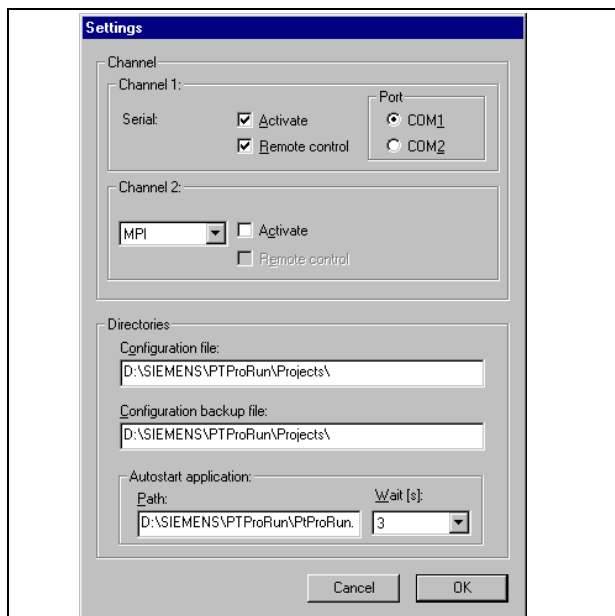 Settings
Channel
Channel 1:
Serial:
Activate
Remote control
Port
COM1
COM2
Channel 2:
MPI
Activate
Remote control
Directories
Configuration file:
D:\SIEMENS\PTProRun\Projects\
Configuration backup file:
D:\SIEMENS\PTProRun\Projects\
Autostart application:
Path:
Wait [s]:
D:\SIEMENS\PTProRun\PtProRun.
3
Cancel
OK